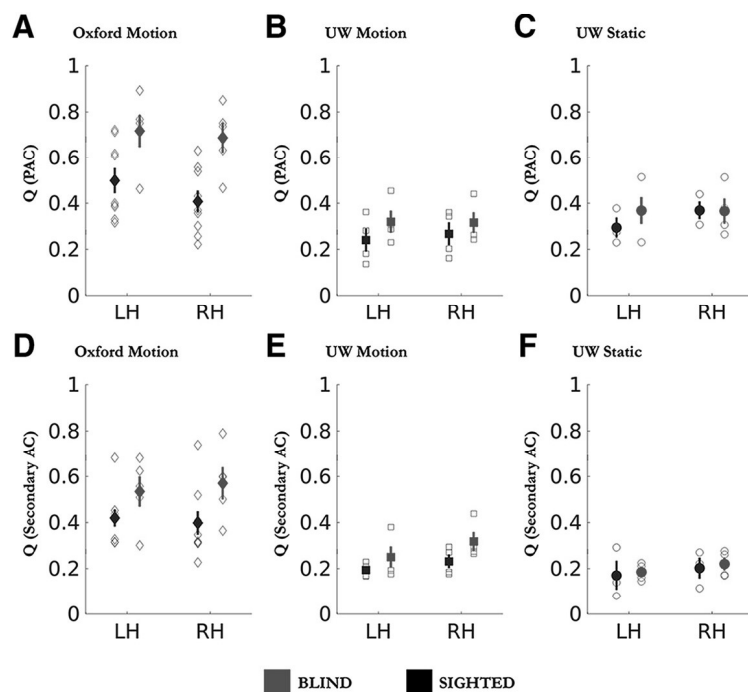 A Oxford Motion
Q (PAC)
1
0.8
0.6
0.4
0.2
0
LH RH
B UW Motion
Q (PAC)
1
0.8
0.6
0.4
0.2
0
LH RH
C UW Static
Q (PAC)
1
0.8
0.6
0.4
0.2
0
LH RH
D Oxford Motion
Q (Secondary AC)
1
0.8
0.6
0.4
0.2
0
LH RH
E UW Motion
Q (Secondary AC)
1
0.8
0.6
0.4
0.2
0
LH RH
F UW Static
Q (Secondary AC)
1
0.8
0.6
0.4
0.2
0
LH RH
BLIND SIGHTED